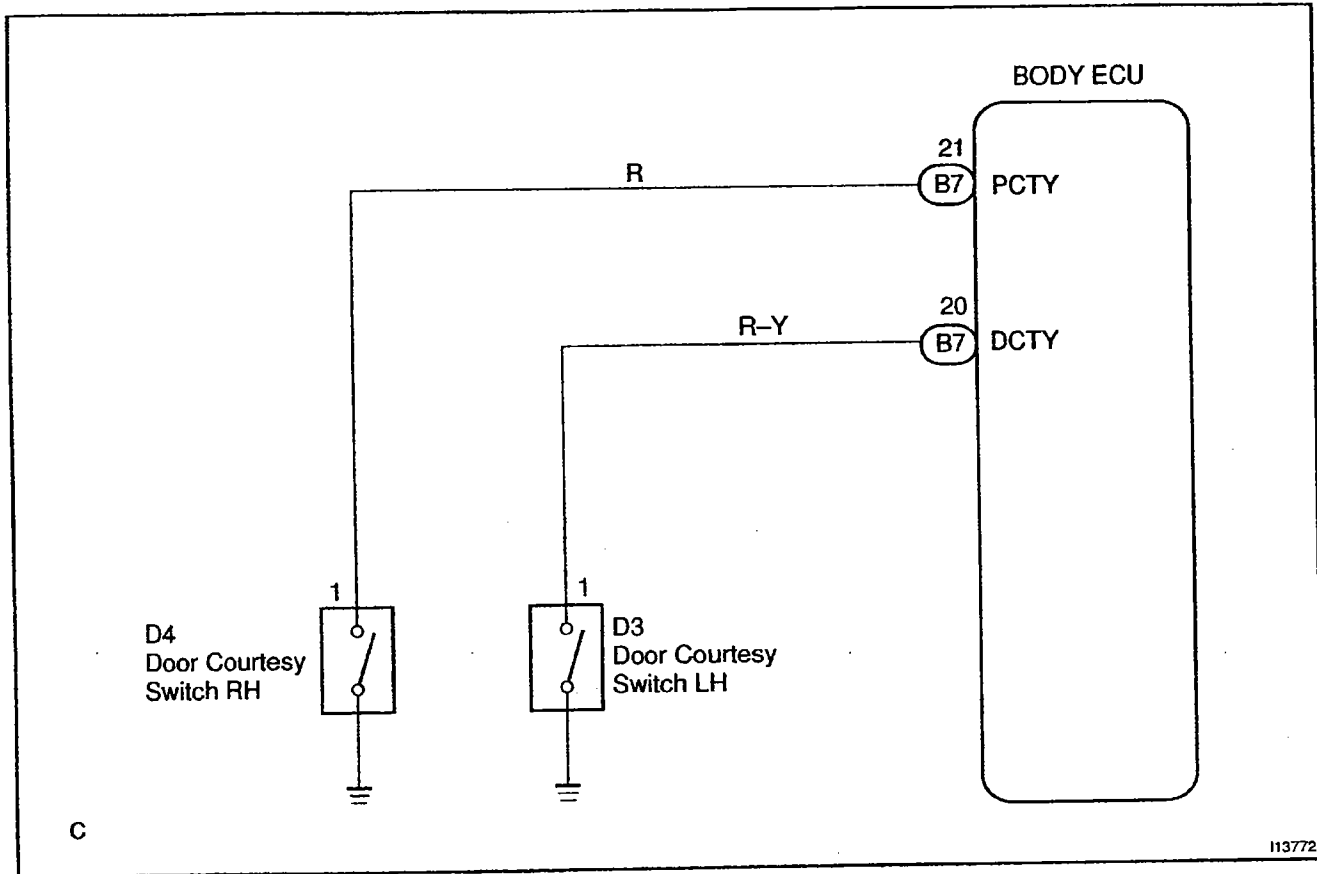 BODY ECU
21
R
B7
PCTY
20
R–Y
B7
DCTY
1
D4
Door Courtesy
Switch RH
1
D3
Door Courtesy
Switch LH
C
I13772